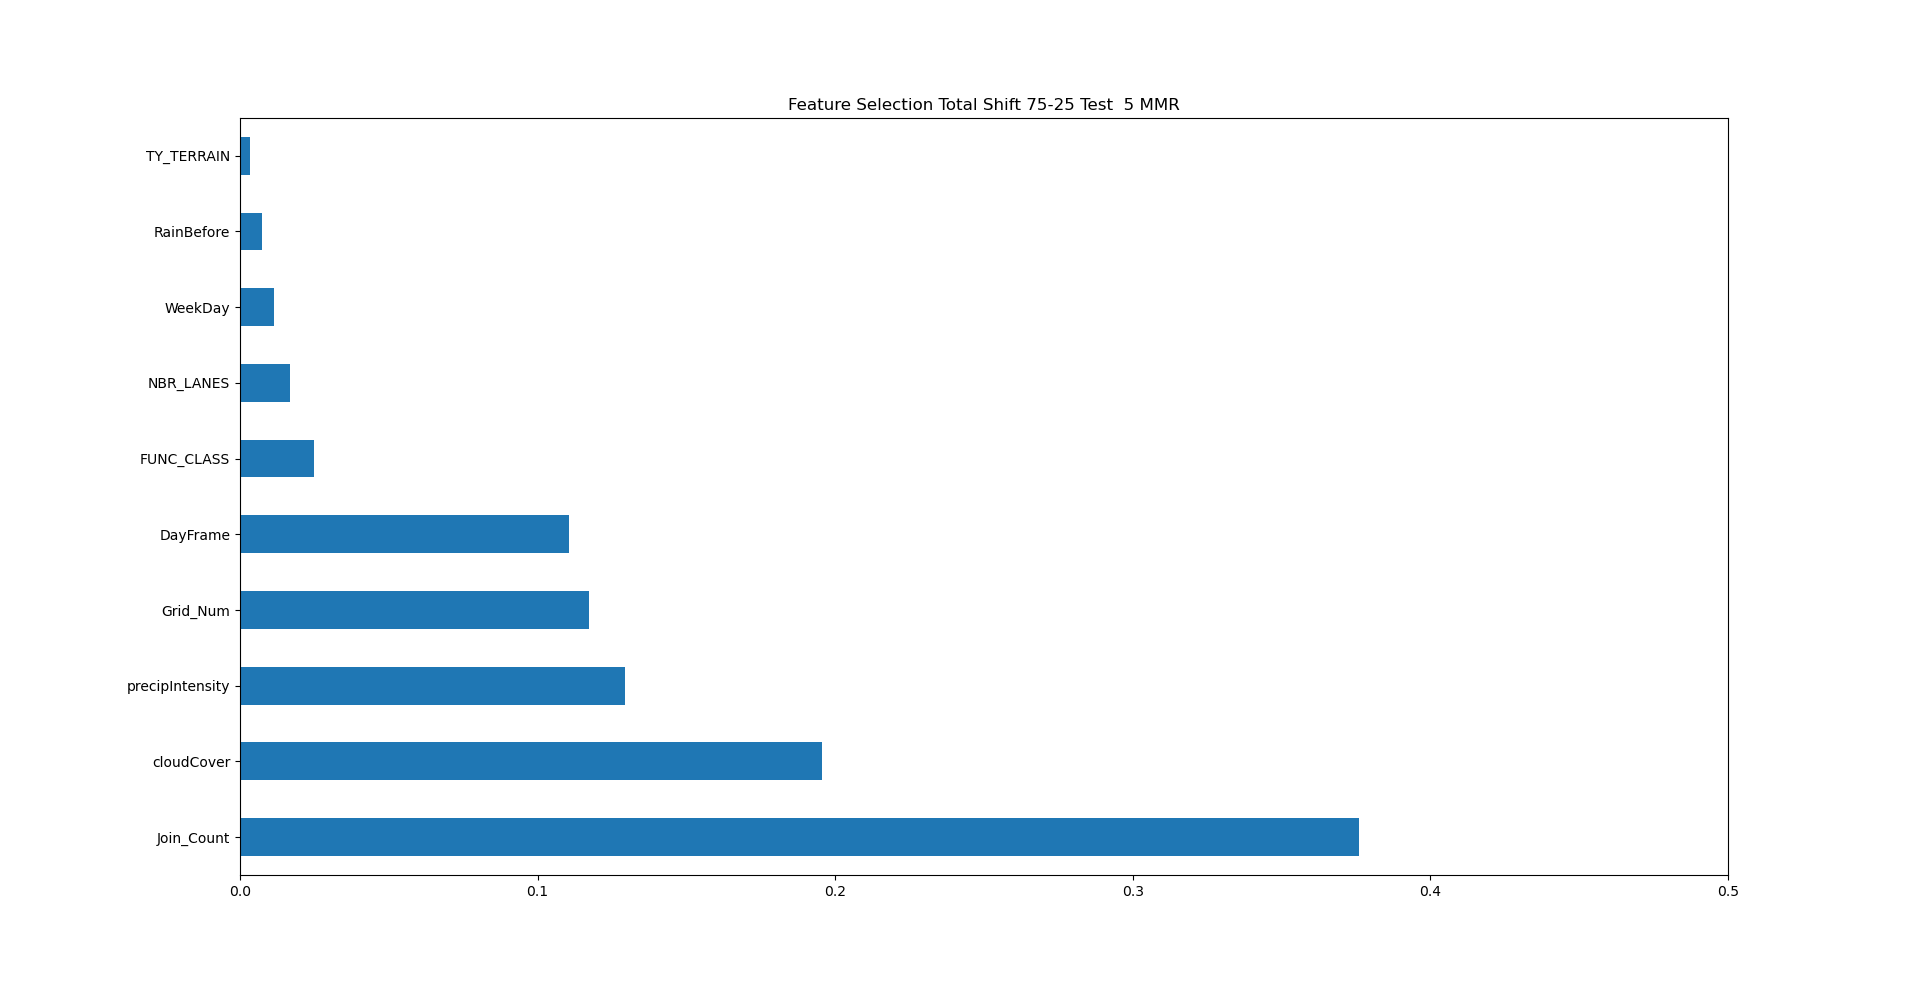 Feature Selection Total Shift 75-25 Test  5 MMR
TY_TERRAIN
RainBefore
WeekDay
NBR_LANES
FUNC_CLASS
DayFrame
Grid_Num
precipIntensity
cloudCover
Join_Count
0.0 0.1 0.2 0.3 0.4 0.5